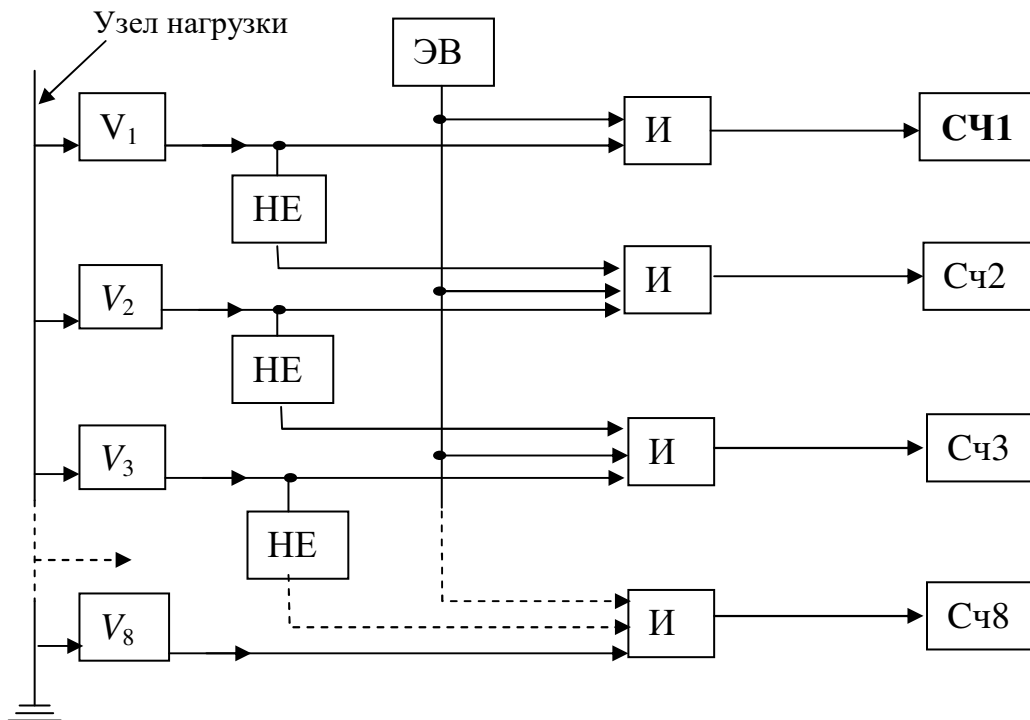 Узел нагрузки
ЭВ
V₁
И
СЧ1
НЕ
V₂
И
Сч2
НЕ
V₃
И
Сч3
НЕ
V₈
И
Сч8